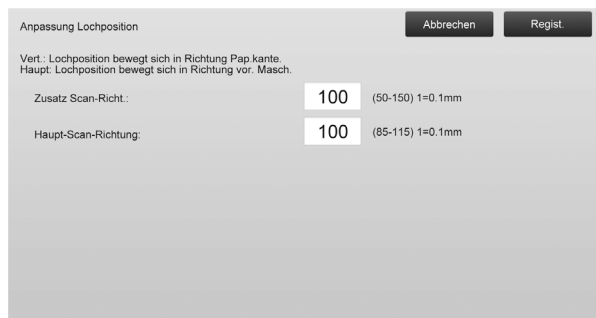 Anpassung Lochposition
Abbrechen
Regist.
Vert.: Lochposition bewegt sich in Richtung Pap.kante.
Haupt: Lochposition bewegt sich in Richtung vor. Masch.
Zusatz Scan-Richt.: 100 (50-150) 1=0.1mm
Haupt-Scan-Richtung: 100 (85-115) 1=0.1mm